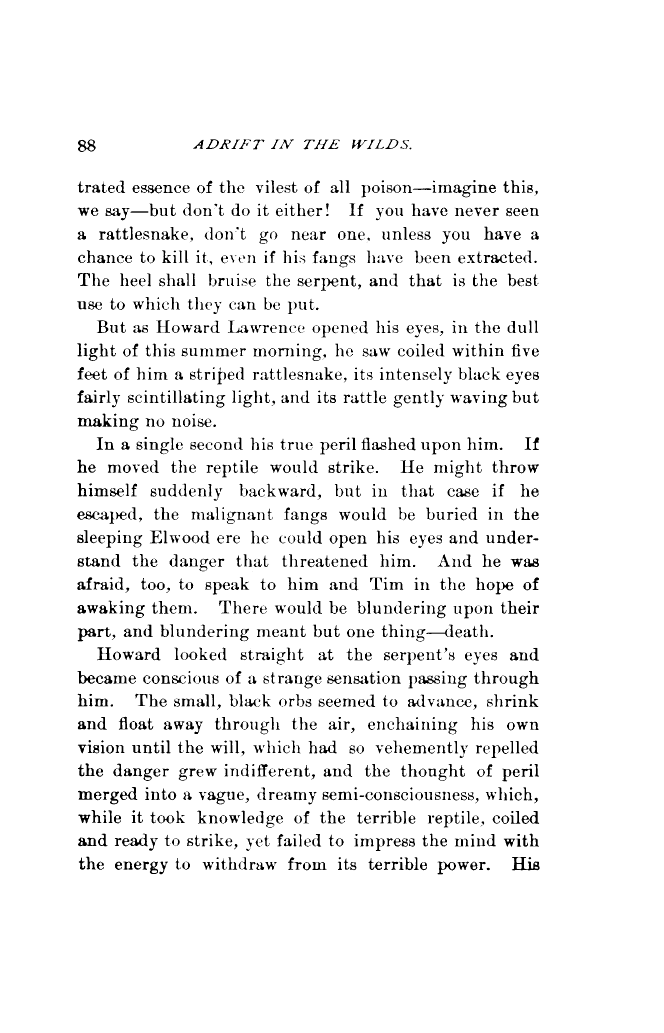 88 ADRIFT IN THE WILDS.
trated essence of the vilest of all poison—imagine this,
we say—but don't do it either! If you have never seen
a rattlesnake, don't go near one, unless you have a
chance to kill it, even if his fangs have been extracted.
The heel shall bruise the serpent, and that is the best
use to which they can be put.
But as Howard Lawrence opened his eyes, in the dull
light of this summer morning, he saw coiled within five
feet of him a striped rattlesnake, its intensely black eyes
fairly scintillating light, and its rattle gently waving but
making no noise.
In a single second his true peril flashed upon him. If
he moved the reptile would strike. He might throw
himself suddenly backward, but in that case if he
escaped, the malignant fangs would be buried in the
sleeping Elwood ere he could open his eyes and under-
stand the danger that threatened him. And he was
afraid, too, to speak to him and Tim in the hope of
awaking them. There would be blundering upon their
part, and blundering meant but one thing—death.
Howard looked straight at the serpent's eyes and
became conscious of a strange sensation passing through
him. The small, black orbs seemed to advance, shrink
and float away through the air, enchaining his own
vision until the will, which had so vehemently repelled
the danger grew indifferent, and the thought of peril
merged into a vague, dreamy semi-consciousness, which,
while it took knowledge of the terrible reptile, coiled
and ready to strike, yet failed to impress the mind with
the energy to withdraw from its terrible power. His